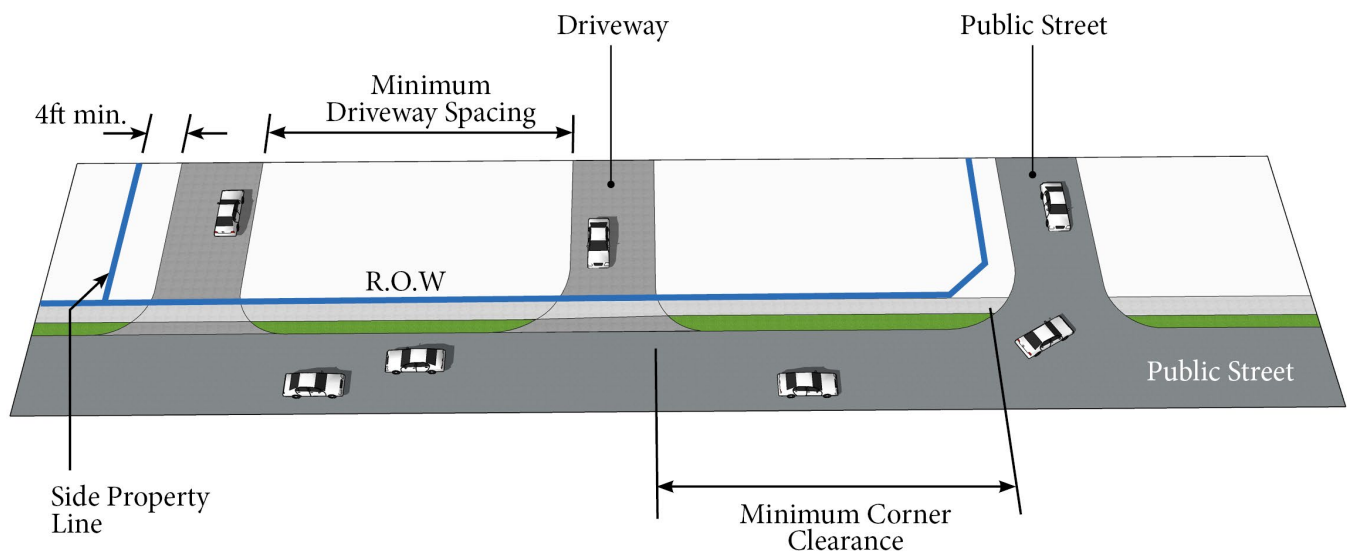 Driveway
Public Street
Minimum
Driveway Spacing
4ft min.
R.O.W
Public Street
Side Property
Line
Minimum Corner
Clearance